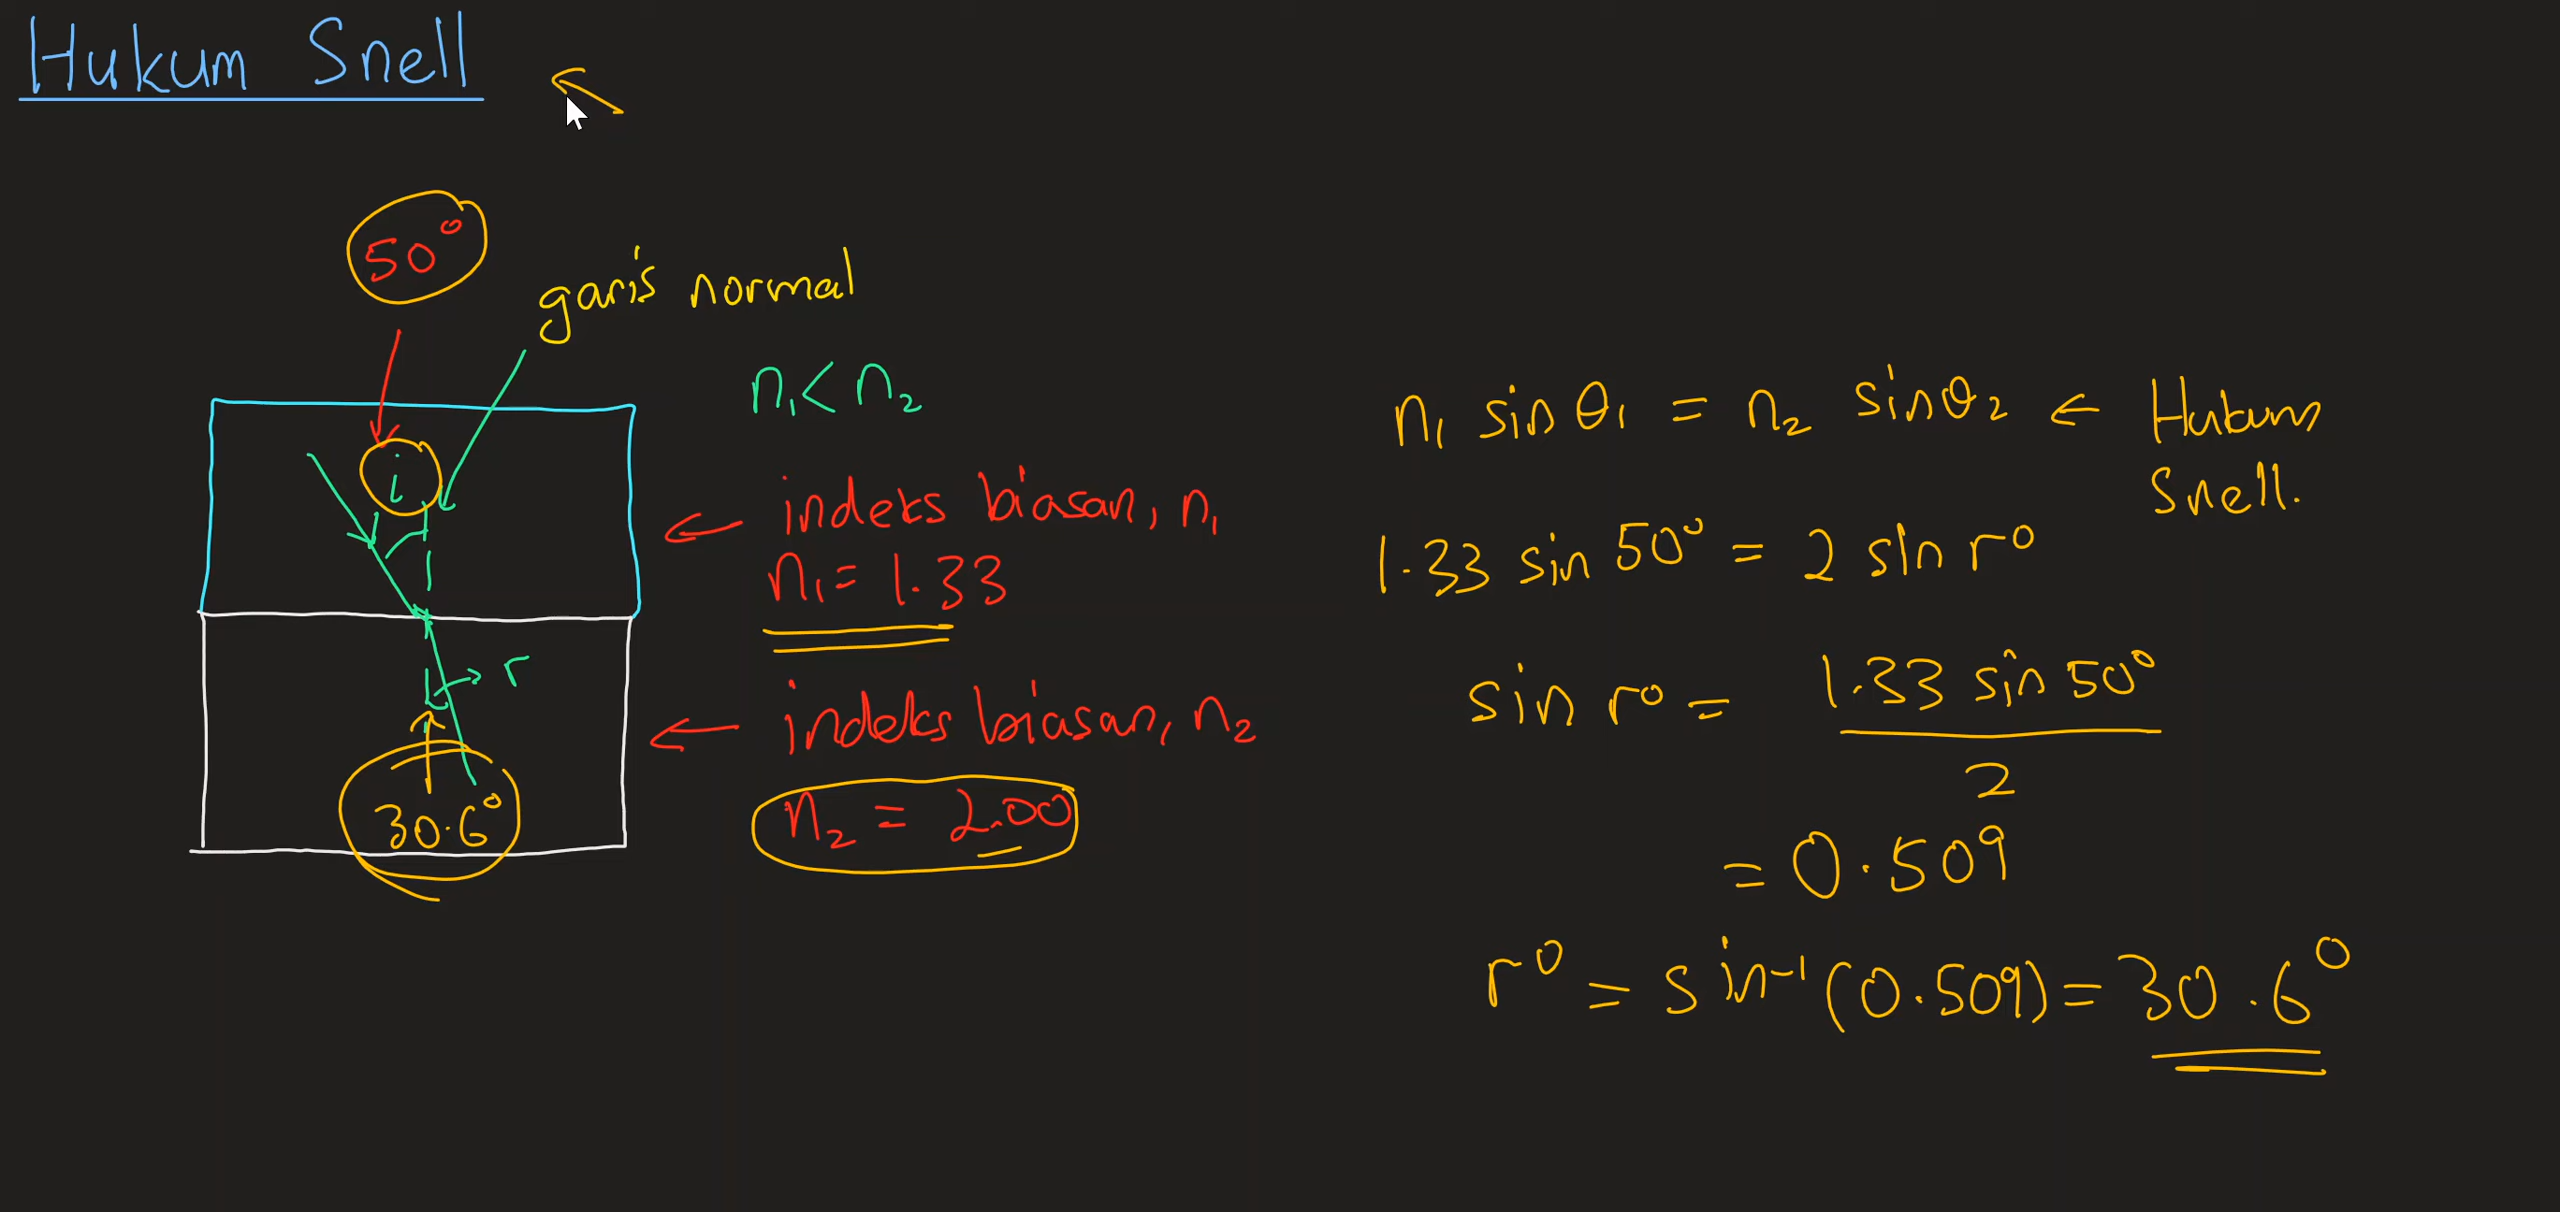 Hukum Snell
50°
garis normal
n₁ < n₂
i
indeks biasan, n₁
n₁ = 1.33
r
indeks biasan, n₂
n₂ = 2.00
30.6°
n₁ sin θ₁ = n₂ sin θ₂ ← Hukum
Snell.
1.33 sin 50° = 2 sin r°
sin r° = 1.33 sin 50°
2
= 0.509
r° = sin⁻¹ (0.509) = 30.6°